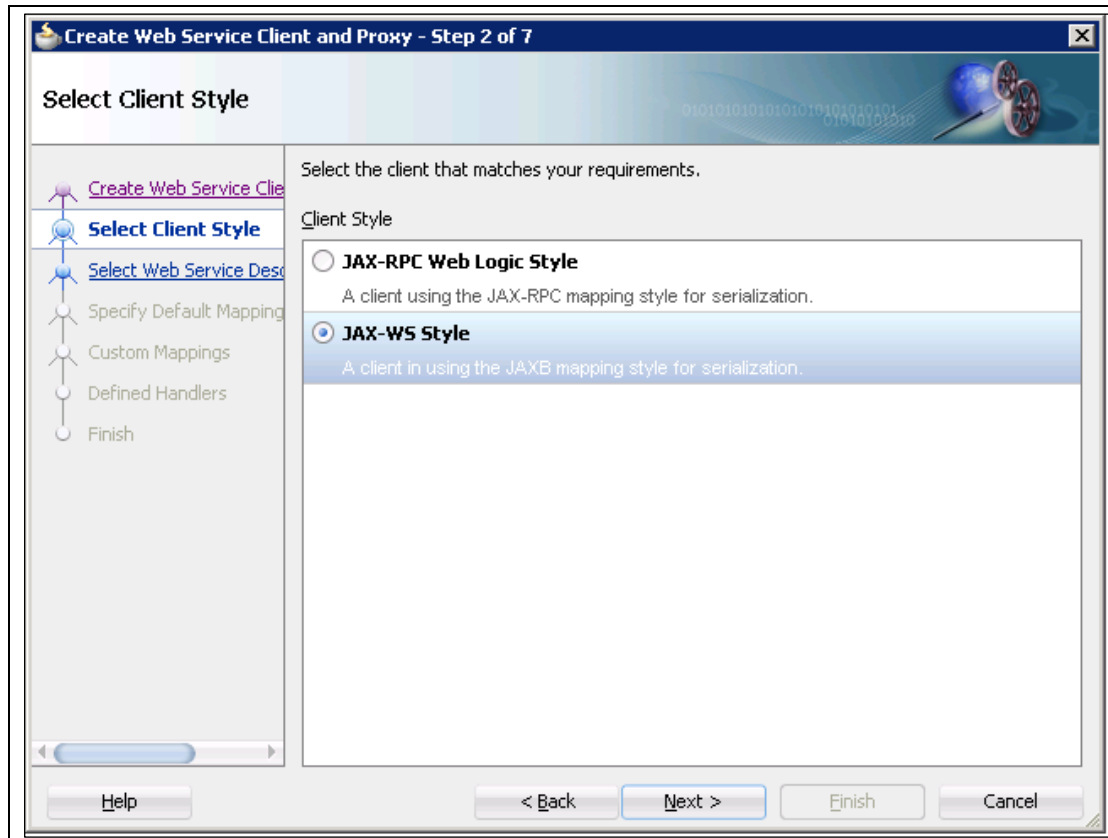 Create Web Service Client and Proxy - Step 2 of 7
Select Client Style
Create Web Service Clie
Select Client Style
Select Web Service Desc
Specify Default Mapping
Custom Mappings
Defined Handlers
Finish
Select the client that matches your requirements.
Client Style
JAX-RPC Web Logic Style
A client using the JAX-RPC mapping style for serialization.
JAX-WS Style
A client in using the JAXB mapping style for serialization.
Help
< Back
Next >
Finish
Cancel